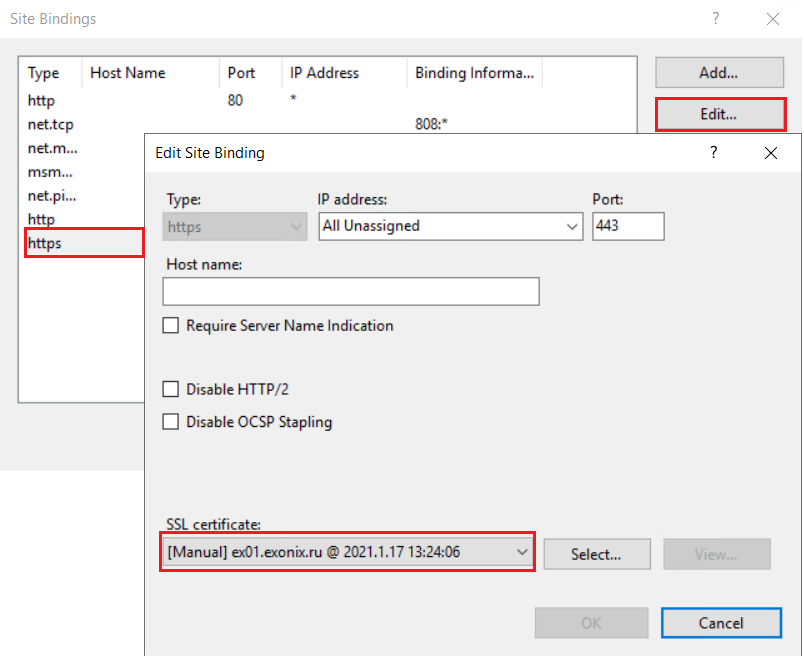 Site Bindings ?
Type Host Name Port IP Address Binding Informa... Add...
http 80 *
Edit...
net.tcp 808:*
net.m...
msm...
net.pi...
http
https
Edit Site Binding ?
Type: IP address: Port:
https All Unassigned 443
Host name:
Require Server Name Indication
Disable HTTP/2
Disable OCSP Stapling
SSL certificate:
[Manual] ex01.exonix.ru @ 2021.1.17 13:24:06 Select... View...
OK Cancel